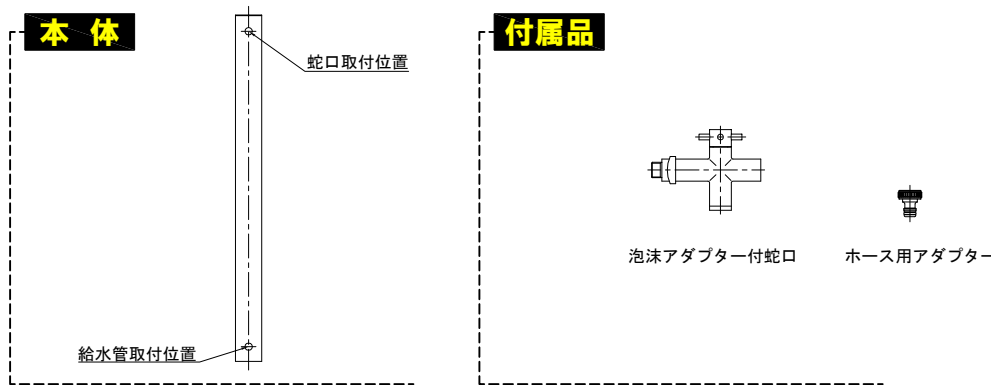 本 体
蛇口取付位置
給水管取付位置
付属品
泡沫アダプター付蛇口
ホース用アダプター